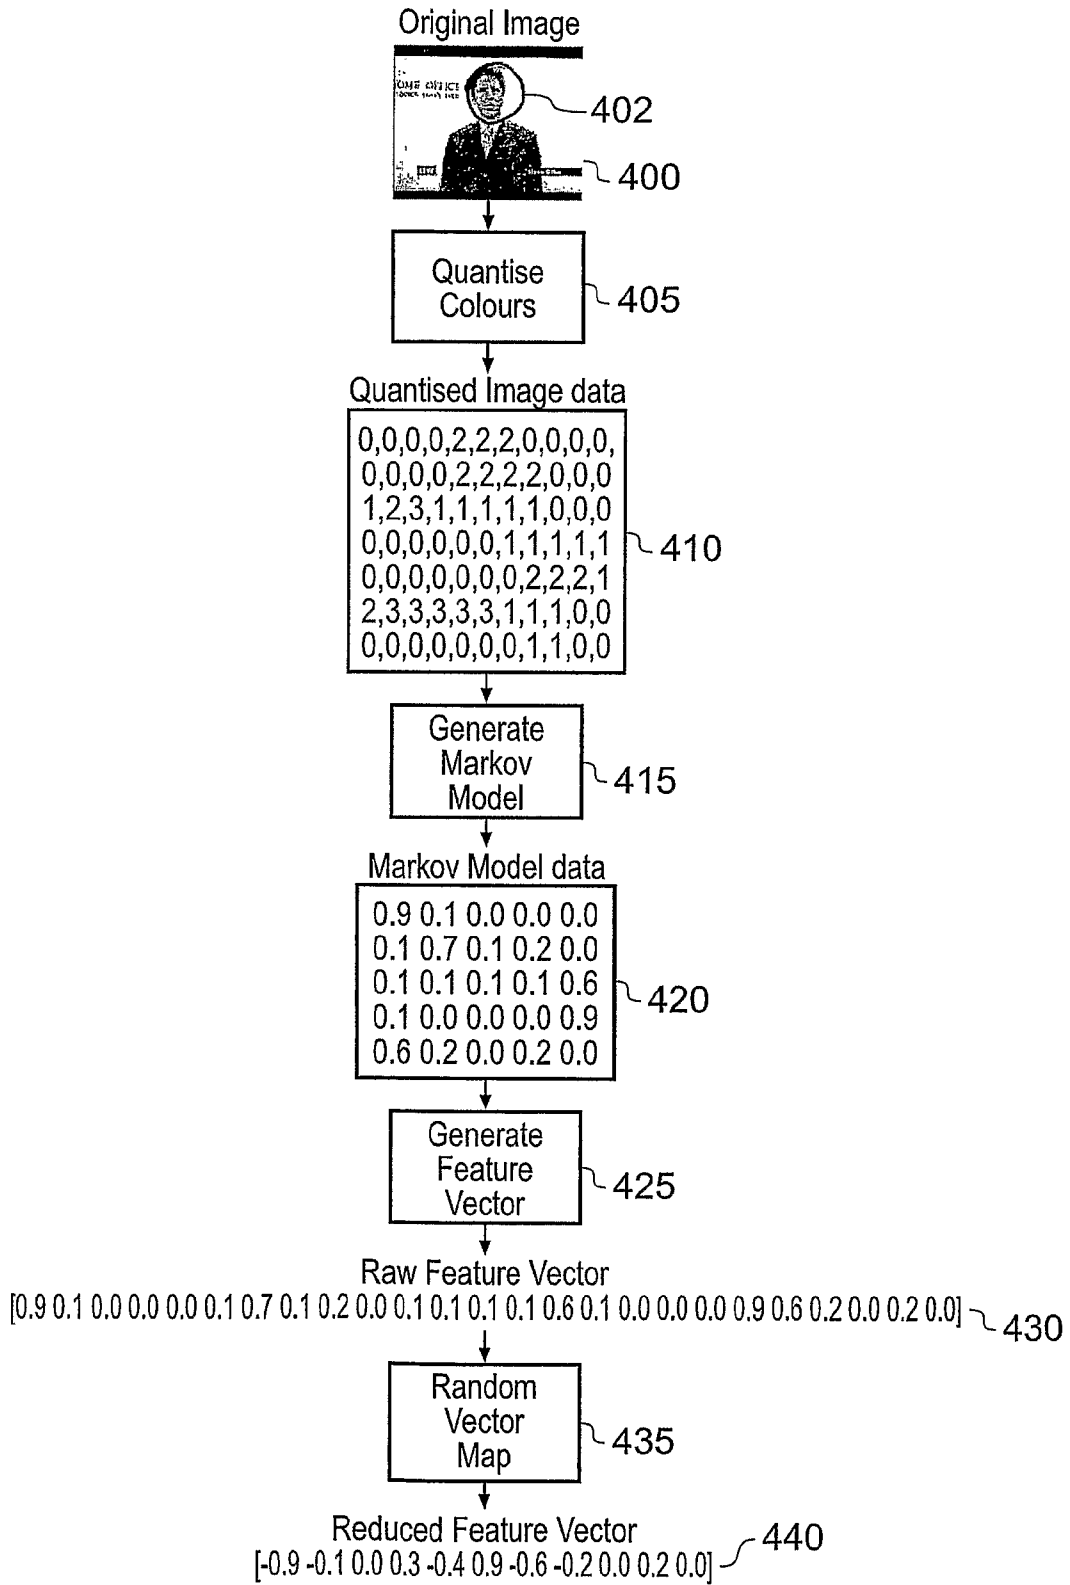 Original Image
OME OFFICE
402
400
Quantise
Colours
405
Quantised Image data
0,0,0,0,2,2,2,0,0,0,0,
0,0,0,0,2,2,2,2,0,0,0
1,2,3,1,1,1,1,1,0,0,0
0,0,0,0,0,0,1,1,1,1,1
0,0,0,0,0,0,0,2,2,2,1
2,3,3,3,3,3,1,1,1,0,0
0,0,0,0,0,0,0,1,1,0,0
410
Generate
Markov
Model
415
Markov Model data
0.9 0.1 0.0 0.0 0.0
0.1 0.7 0.1 0.2 0.0
0.1 0.1 0.1 0.1 0.6
0.1 0.0 0.0 0.0 0.9
0.6 0.2 0.0 0.2 0.0
420
Generate
Feature
Vector
425
Raw Feature Vector
[0.9 0.1 0.0 0.0 0.0 0.1 0.7 0.1 0.2 0.0 0.1 0.1 0.1 0.1 0.6 0.1 0.0 0.0 0.0 0.9 0.6 0.2 0.0 0.2 0.0]
430
Random
Vector
Map
435
Reduced Feature Vector
[-0.9 -0.1 0.0 0.3 -0.4 0.9 -0.6 -0.2 0.0 0.2 0.0]
440